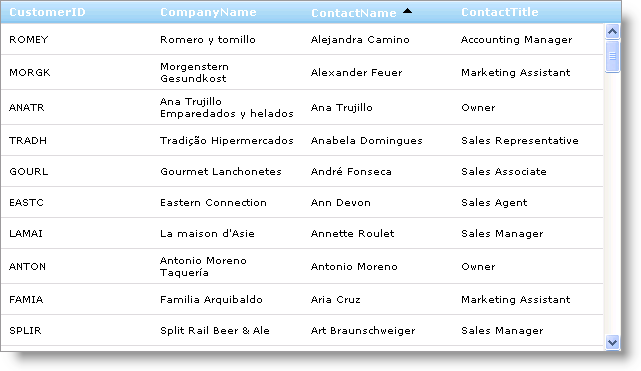 CustomerID CompanyName ContactName ContactTitle
ROMEY Romero y tomillo Alejandra Camino Accounting Manager
MORGK Morgenstern Gesundkost Alexander Feuer Marketing Assistant
ANATR Ana Trujillo Emparedados y helados Ana Trujillo Owner
TRADH Tradição Hipermercados Anabela Domingues Sales Representative
GOURL Gourmet Lanchonetes André Fonseca Sales Associate
EASTC Eastern Connection Ann Devon Sales Agent
LAMAI La maison d'Asie Annette Roulet Sales Manager
ANTON Antonio Moreno Taquería Antonio Moreno Owner
FAMIA Familia Arquibaldo Aria Cruz Marketing Assistant
SPLIR Split Rail Beer & Ale Art Braunschweiger Sales Manager